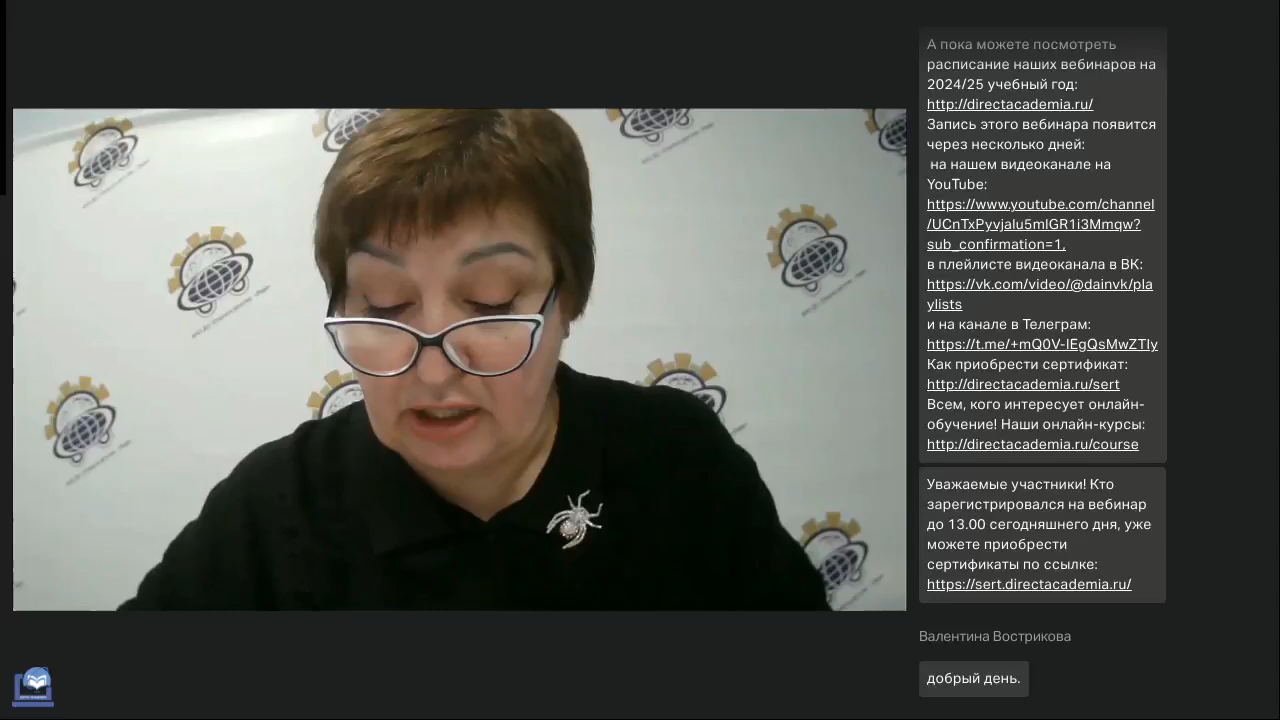 А пока можете посмотреть
расписание наших вебинаров на
2024/25 учебный год:
http://directacademia.ru/
Запись этого вебинара появится
через несколько дней:
на нашем видеоканале на
YouTube:
https://www.youtube.com/channel
/UCnTxPyvjalu5mIGR1i3Mmqw?
sub_confirmation=1,
в плейлисте видеоканала в ВК:
https://vk.com/video/@dainvk/pla
ylists
и на канале в Телеграм:
https://t.me/+mQ0V-IEgQsMwZTIy
Как приобрести сертификат:
http://directacademia.ru/sert
Всем, кого интересует онлайн-
обучение! Наши онлайн-курсы:
http://directacademia.ru/course
Уважаемые участники! Кто
зарегистрировался на вебинар
до 13.00 сегодняшнего дня, уже
можете приобрести
сертификаты по ссылке:
https://sert.directacademia.ru/
Валентина Вострикова
добрый день.